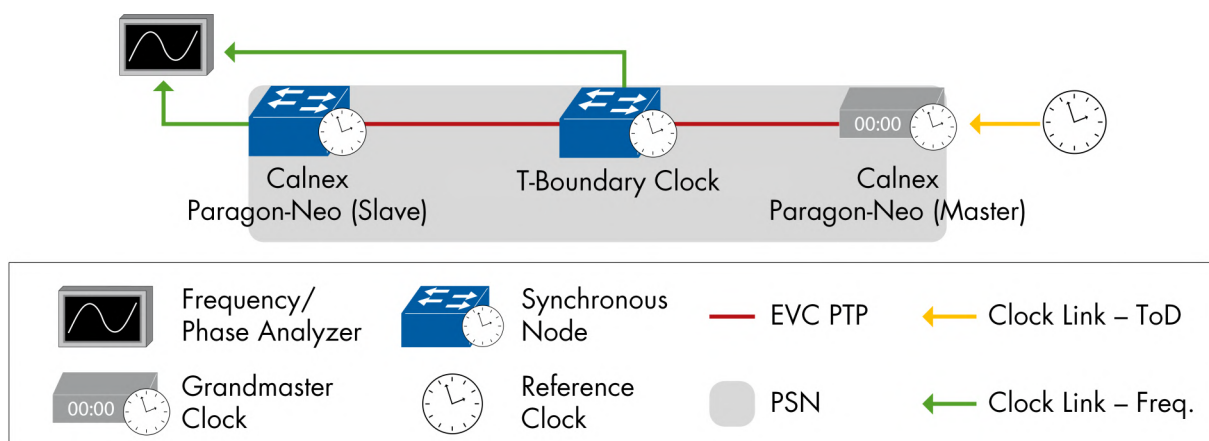 00:00
Calnex
Paragon-Neo (Slave)
T-Boundary Clock
Calnex
Paragon-Neo (Master)
Frequency/
Phase Analyzer
Synchronous
Node
EVC PTP
Clock Link – ToD
00:00
Grandmaster
Clock
Reference
Clock
PSN
Clock Link – Freq.